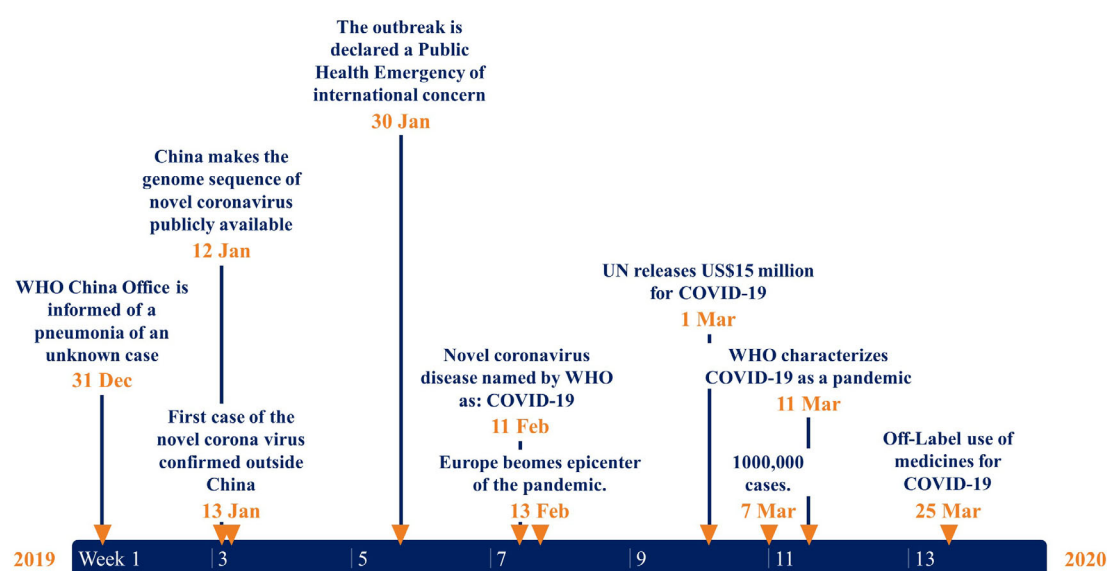 The outbreak is
declared a Public
Health Emergency of
international concern
30 Jan
China makes the
genome sequence of
novel coronavirus
publicly available
12 Jan
WHO China Office is
informed of a
pneumonia of an
unknown case
31 Dec
First case of the
novel corona virus
confirmed outside
China
13 Jan
Novel coronavirus
disease named by WHO
as: COVID-19
11 Feb
Europe beomes epicenter
of the pandemic.
13 Feb
UN releases US$15 million
for COVID-19
1 Mar
WHO characterizes
COVID-19 as a pandemic
11 Mar
1000,000
cases.
7 Mar
Off-Label use of
medicines for
COVID-19
25 Mar
2019 Week 1 3 5 7 9 11 13 2020